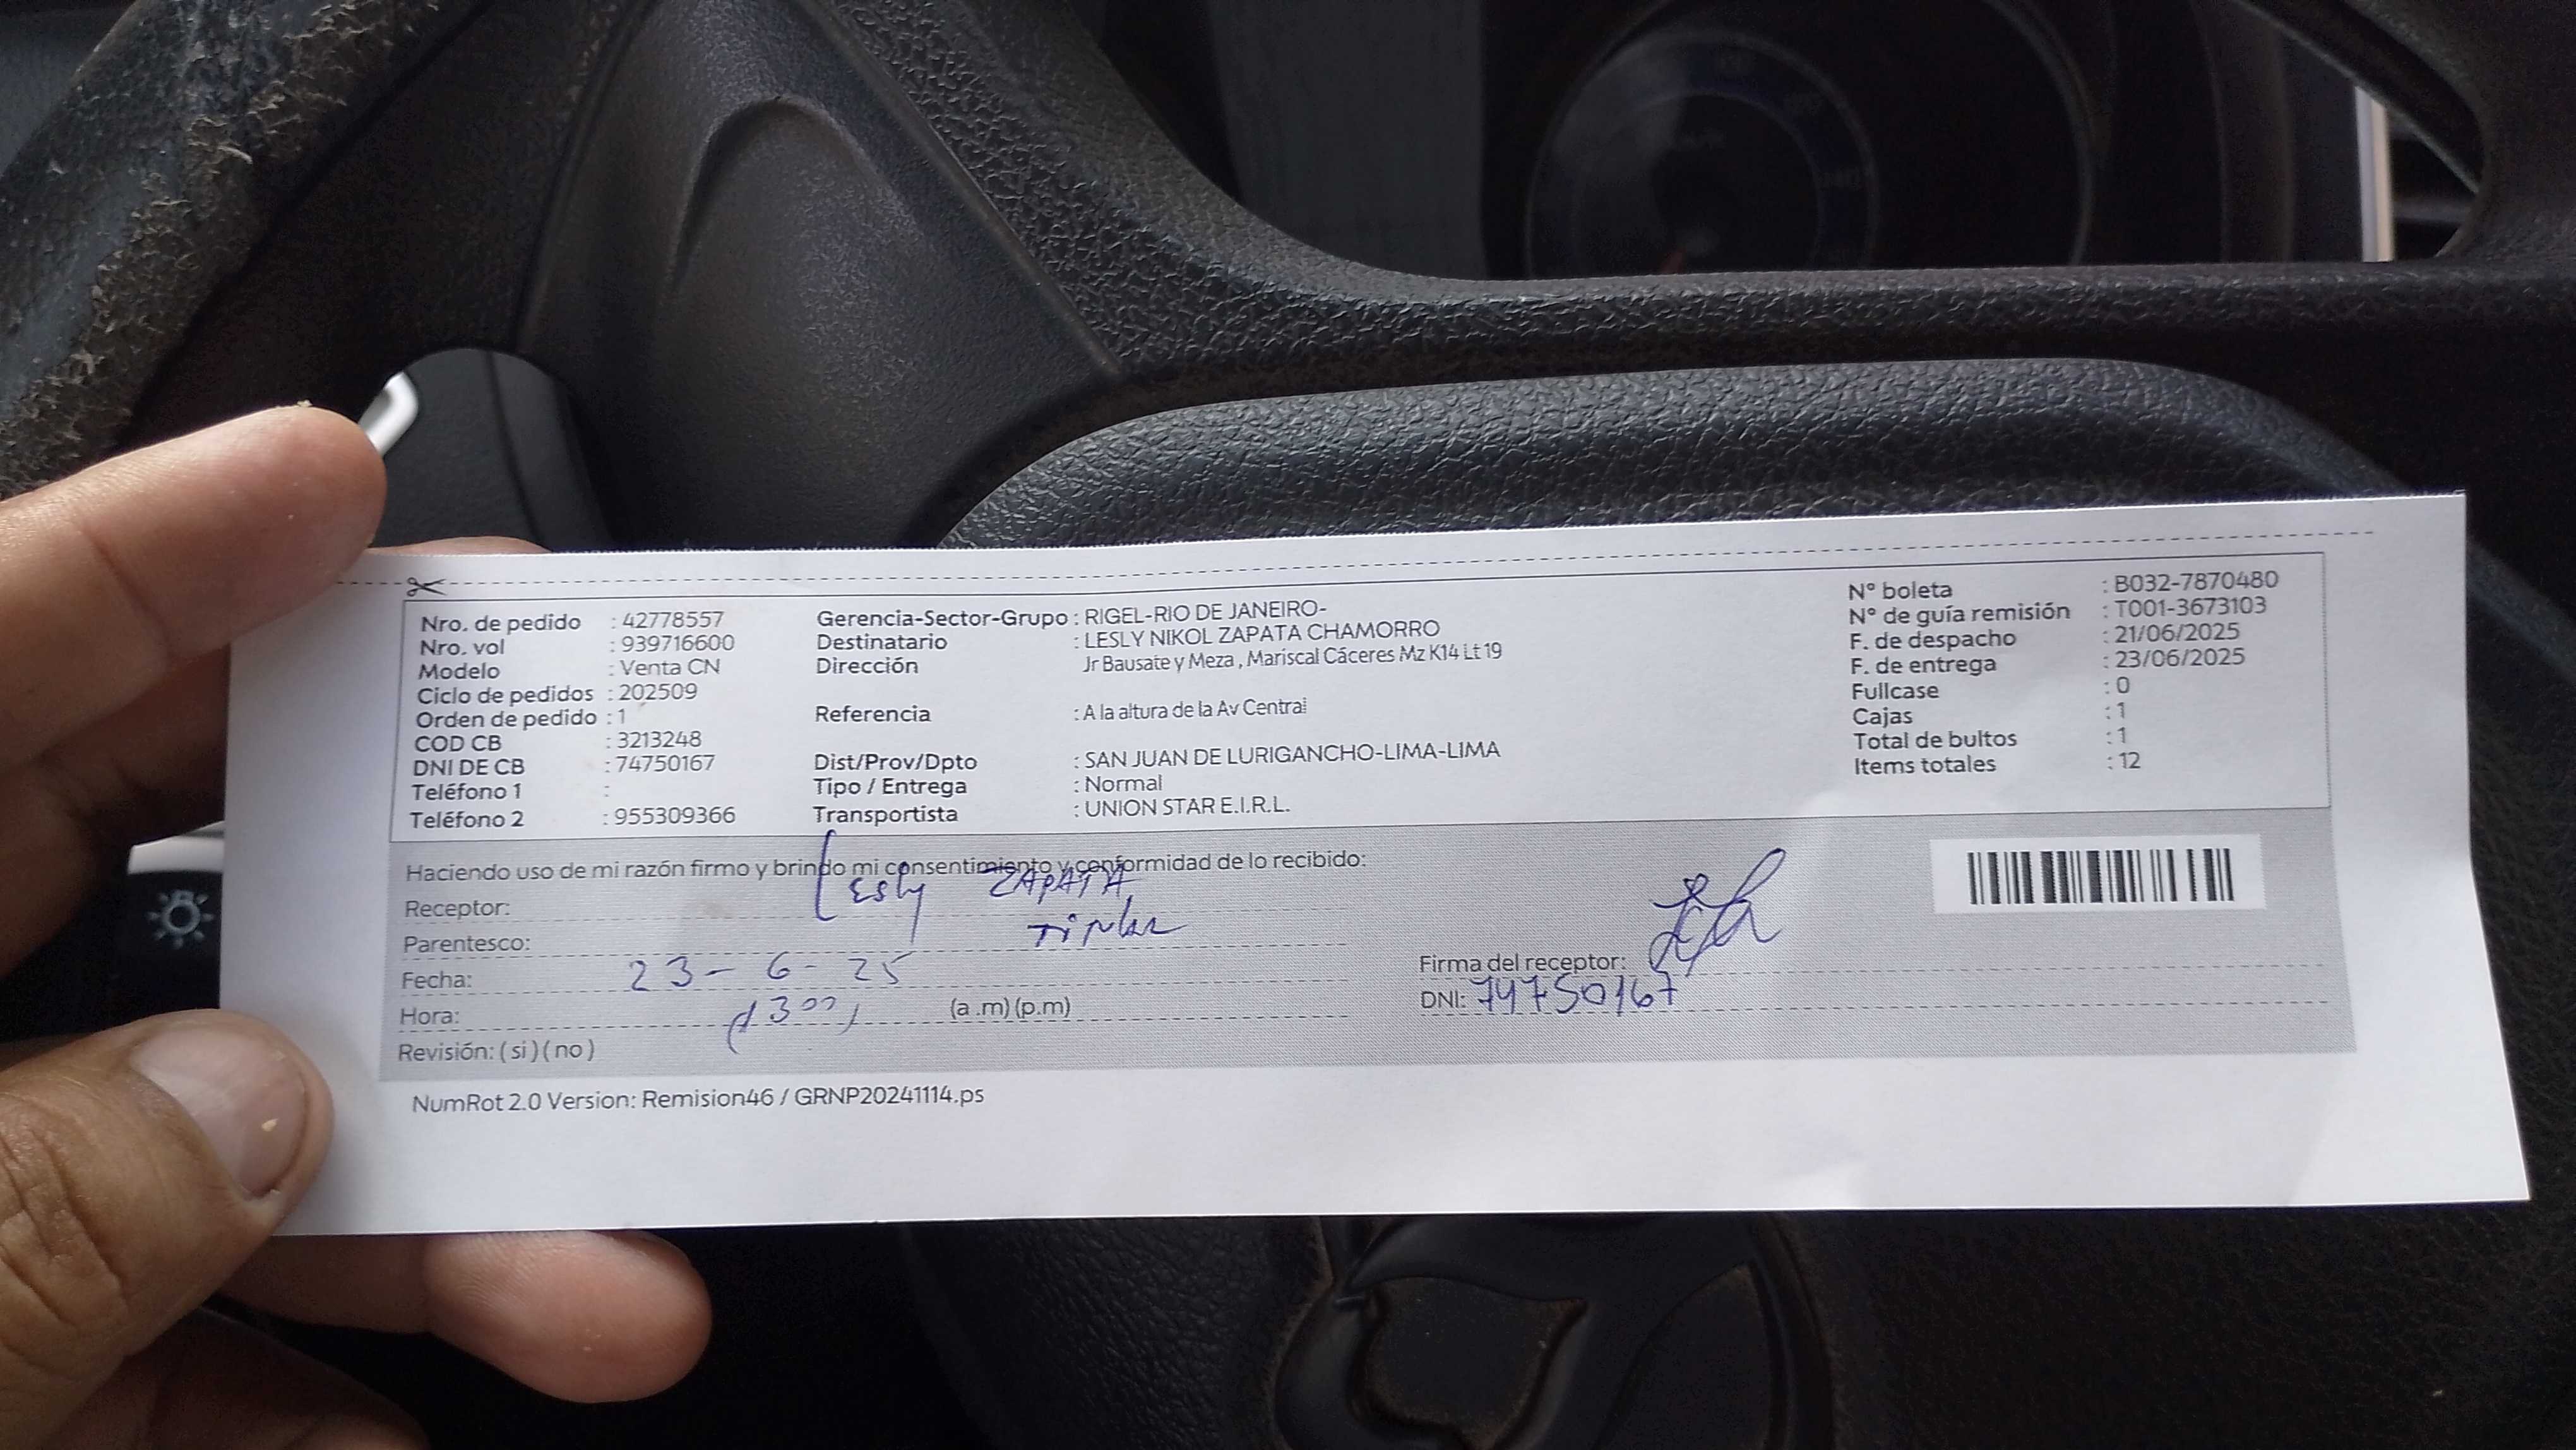 Nro. de pedido : 42778557
Nro. vol : 939716600
Modelo : Venta CN
Ciclo de pedidos : 202509
Orden de pedido : 1
COD CB : 3213248
DNI DE CB : 74750167
Teléfono 1 :
Teléfono 2 : 955309366
Gerencia-Sector-Grupo : RIGEL-RIO DE JANEIRO-
Destinatario : LESLY NIKOL ZAPATA CHAMORRO
Dirección Jr Bausate y Meza , Mariscal Cáceres Mz K14 Lt 19
Referencia : A la altura de la Av Central
Dist/Prov/Dpto : SAN JUAN DE LURIGANCHO-LIMA-LIMA
Tipo / Entrega : Normal
Transportista : UNION STAR E.I.R.L.
N° boleta : B032-7870480
N° de guía remisión : T001-3673103
F. de despacho : 21/06/2025
F. de entrega : 23/06/2025
Fullcase : 0
Cajas : 1
Total de bultos : 1
Items totales : 12
Haciendo uso de mi razón firmo y brindo mi consentimiento y conformidad de lo recibido:
Receptor: Lesly ZAPATA
Parentesco:
Fecha: 23-6-25
Hora: (a .m) (p.m)
Revisión: ( si ) ( no )
Firma del receptor:
DNI: 74750167
NumRot 2.0 Version: Remision46 / GRNP20241114.ps